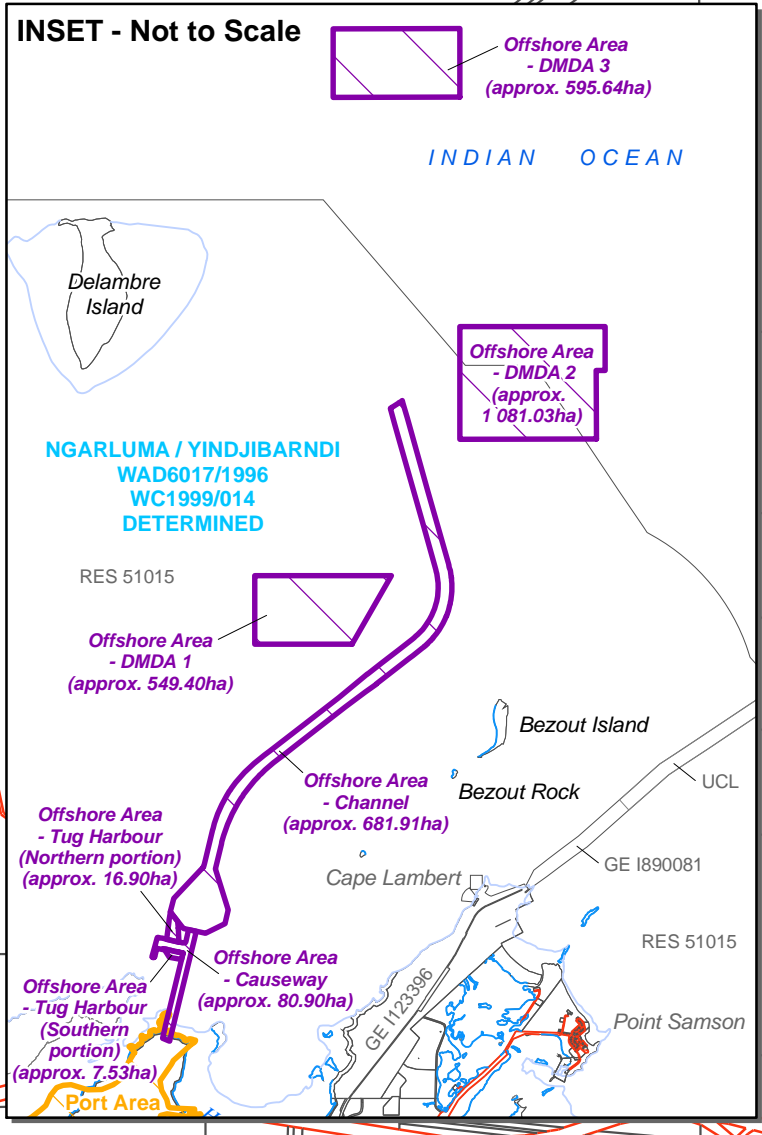 INSET - Not to Scale
Offshore Area
- DMDA 3
(approx. 595.64ha)
INDIAN OCEAN
Delambre
Island
Offshore Area
- DMDA 2
(approx.
1 081.03ha)
NGARLUMA / YINDJIBARNDI
WAD6017/1996
WC1999/014
DETERMINED
RES 51015
Offshore Area
- DMDA 1
(approx. 549.40ha)
Bezout Island
Bezout Rock
UCL
Offshore Area
- Channel
(approx. 681.91ha)
Offshore Area
- Tug Harbour
(Northern portion)
(approx. 16.90ha)
GE I890081
Cape Lambert
RES 51015
Offshore Area
- Causeway
(approx. 80.90ha)
Offshore Area
- Tug Harbour
(Southern
portion)
(approx. 7.53ha)
GE I123396
Point Samson
Port Area